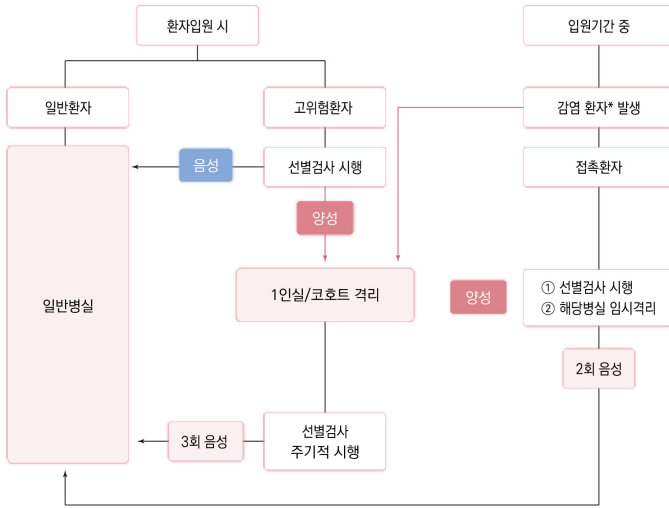 환자입원 시
입원기간 중
일반환자
고위험환자
감염 환자* 발생
음성
선별검사 시행
접촉환자
양성
일반병실
1인실/코호트 격리
양성
① 선별검사 시행
② 해당병실 임시격리
2회 음성
3회 음성
선별검사
주기적 시행